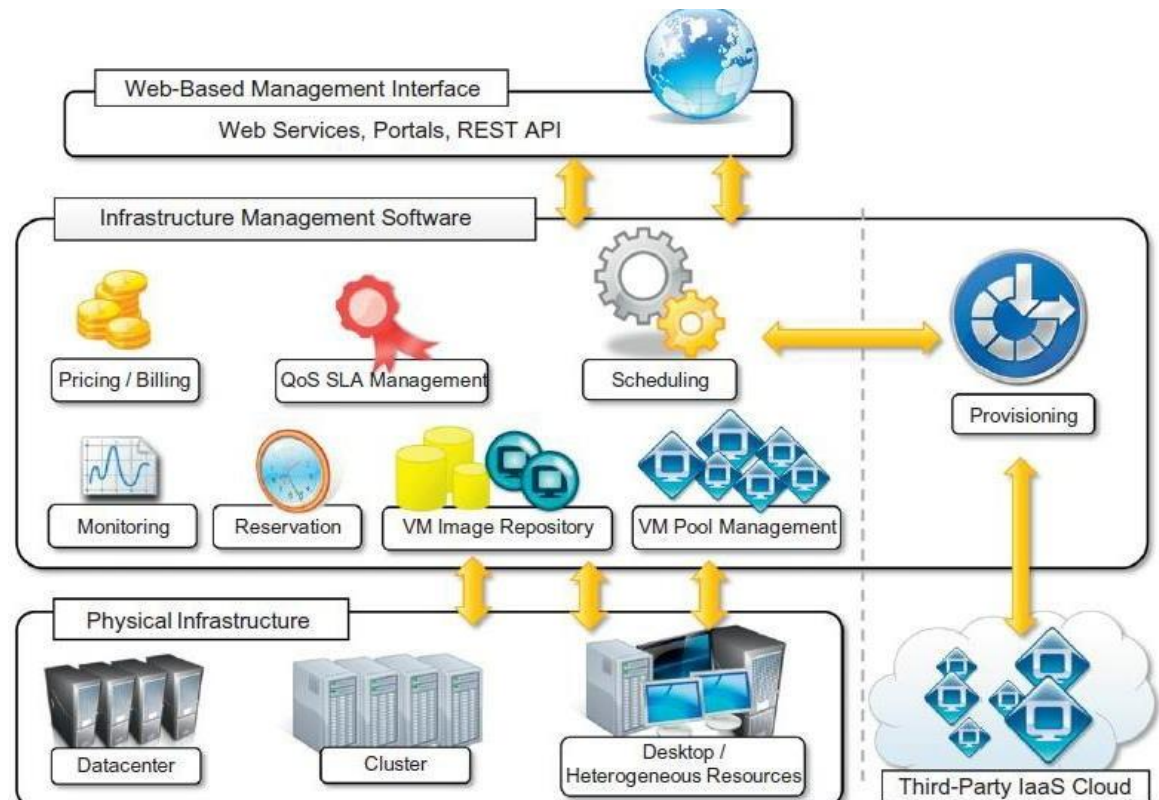 Web-Based Management Interface
Web Services, Portals, REST API
Infrastructure Management Software
Pricing / Billing
QoS SLA Management
Scheduling
Provisioning
Monitoring
Reservation
VM Image Repository
VM Pool Management
Physical Infrastructure
Datacenter
Cluster
Desktop /
Heterogeneous Resources
Third-Party IaaS Cloud